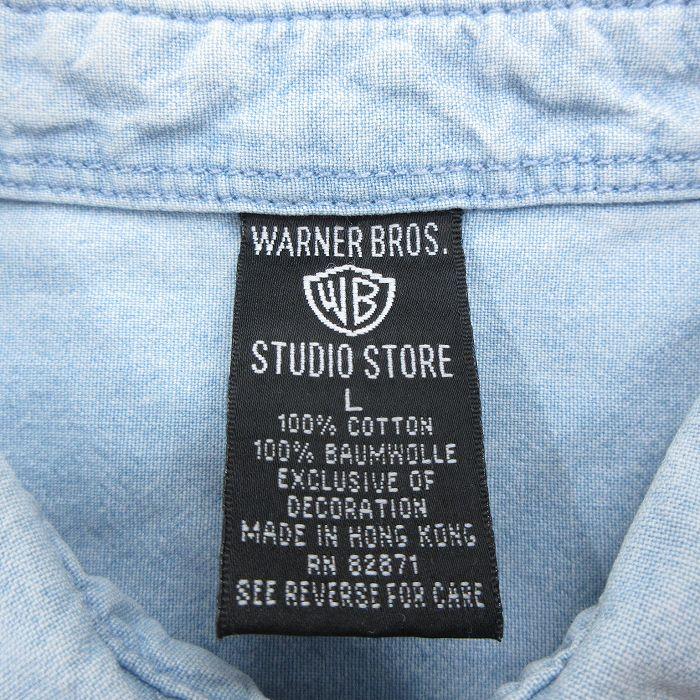 WARNER BROS.
WB
STUDIO STORE
L
100% COTTON
100% BAUMWOLLE
EXCLUSIVE OF
DECORATION
MADE IN HONG KONG
RN 82871
SEE REVERSE FOR CARE